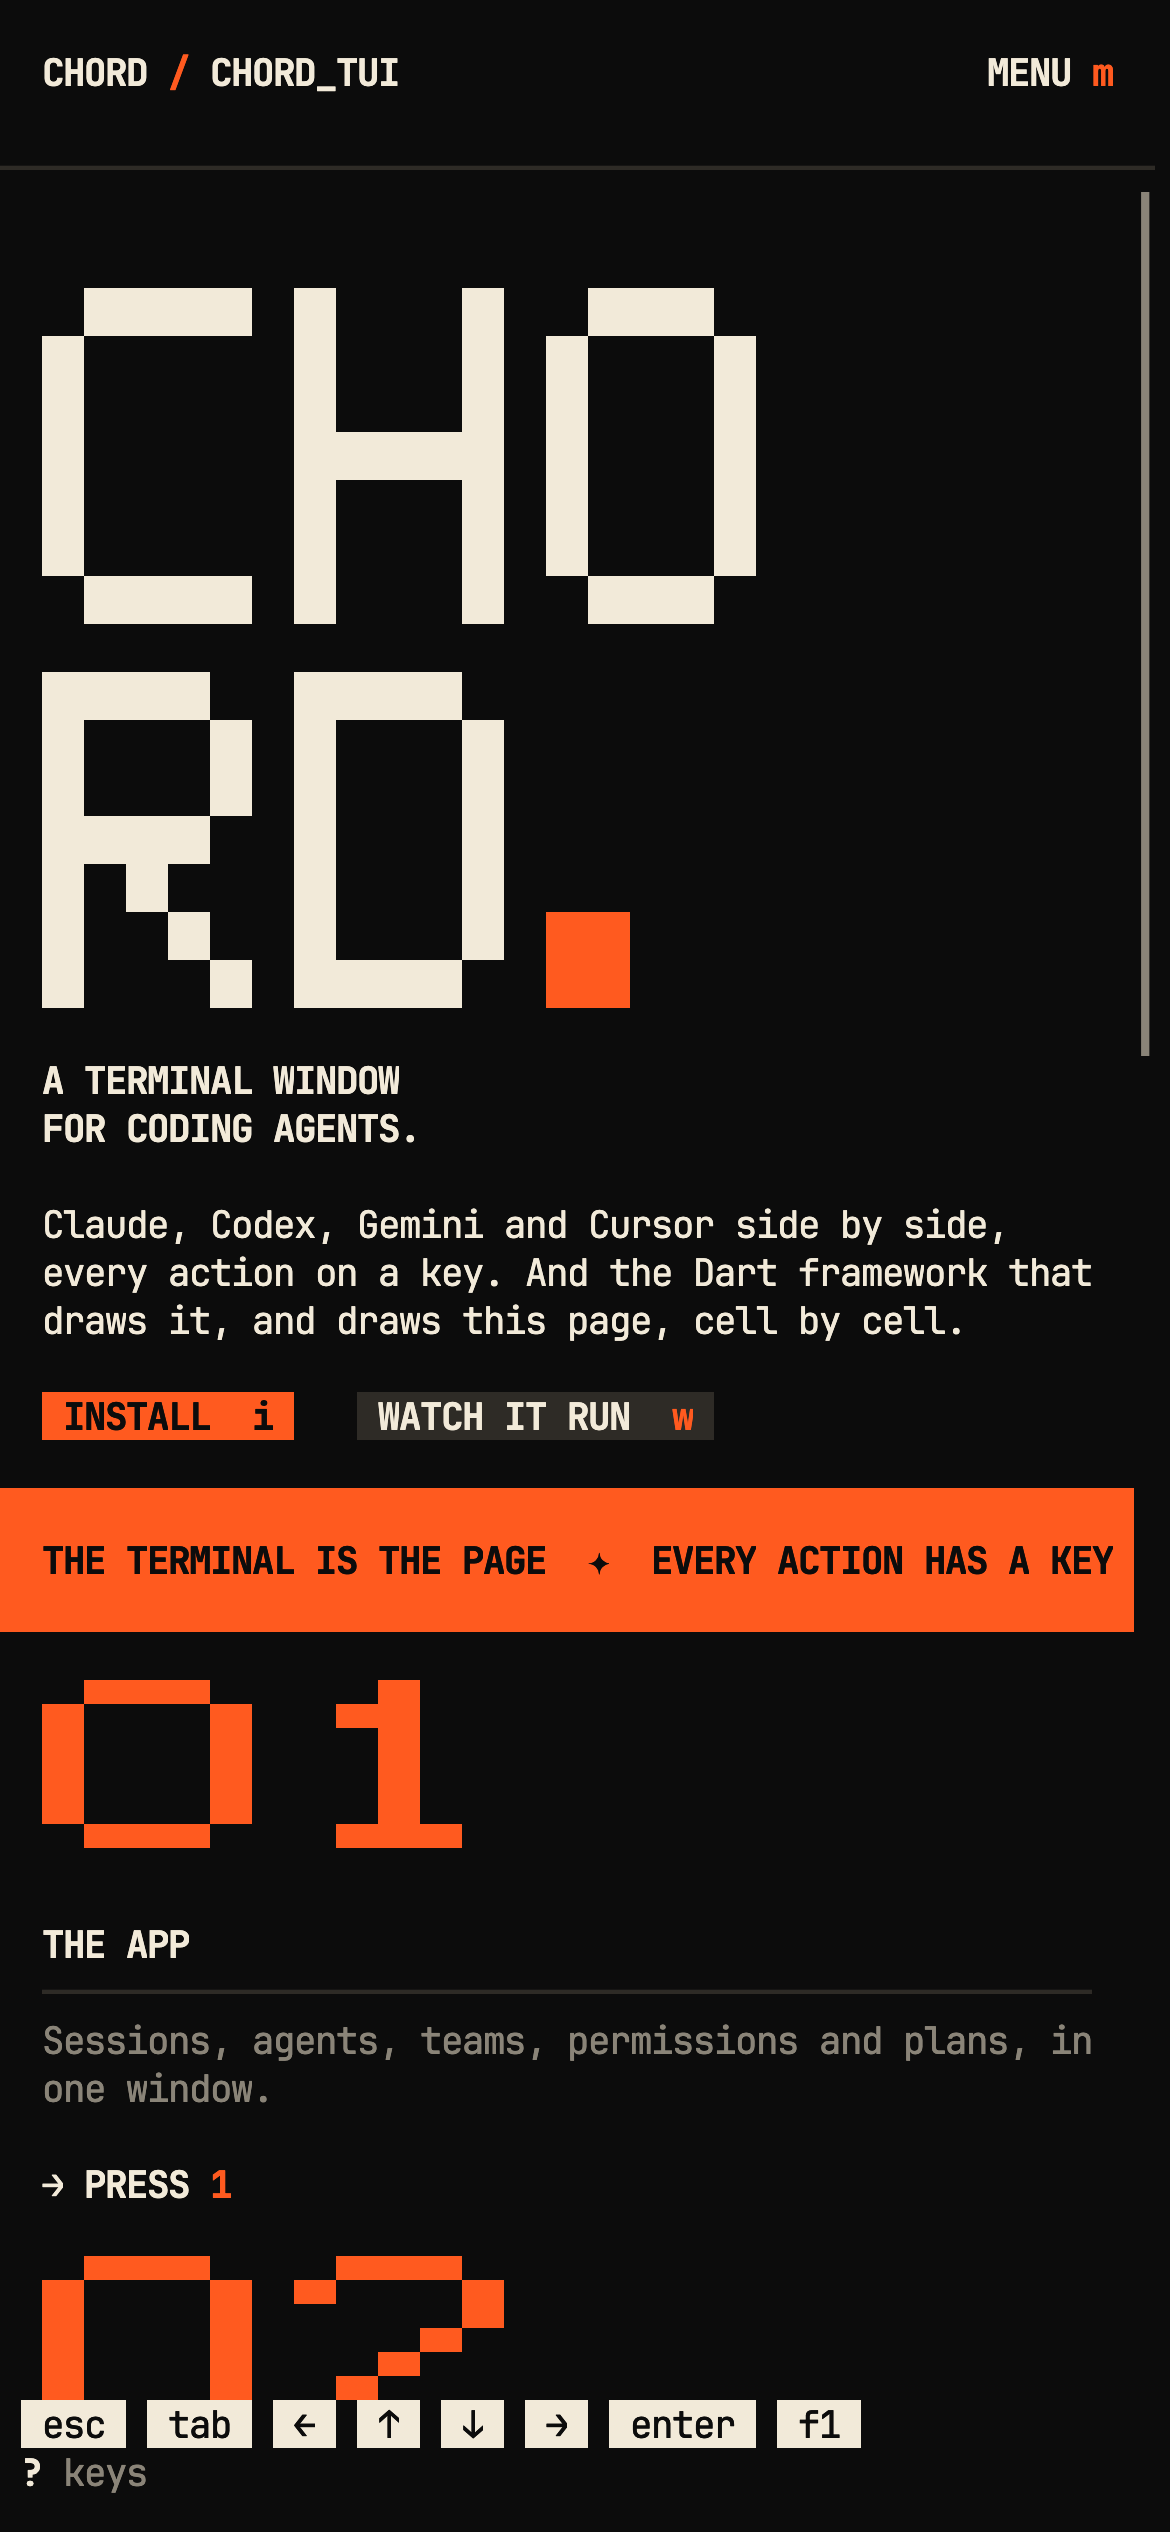 CHORD / CHORD_TUI
MENU m
CHO
RD.
A TERMINAL WINDOW
FOR CODING AGENTS.
Claude, Codex, Gemini and Cursor side by side,
every action on a key. And the Dart framework that
draws it, and draws this page, cell by cell.
INSTALL i
WATCH IT RUN w
THE TERMINAL IS THE PAGE ✦ EVERY ACTION HAS A KEY
01
THE APP
Sessions, agents, teams, permissions and plans, in
one window.
→ PRESS 1
02
esc tab ← ↑ ↓ → enter f1
? keys